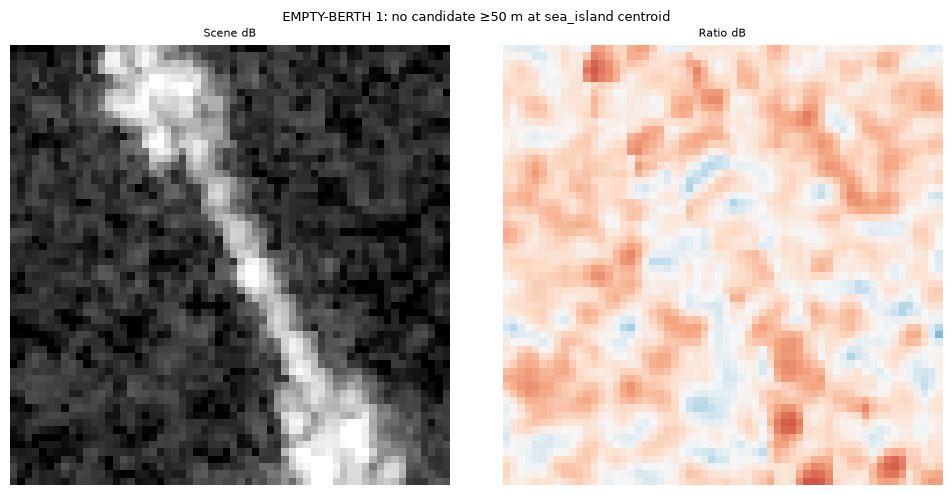 EMPTY-BERTH 1: no candidate ≥50 m at sea_island centroid
Scene dB
Ratio dB